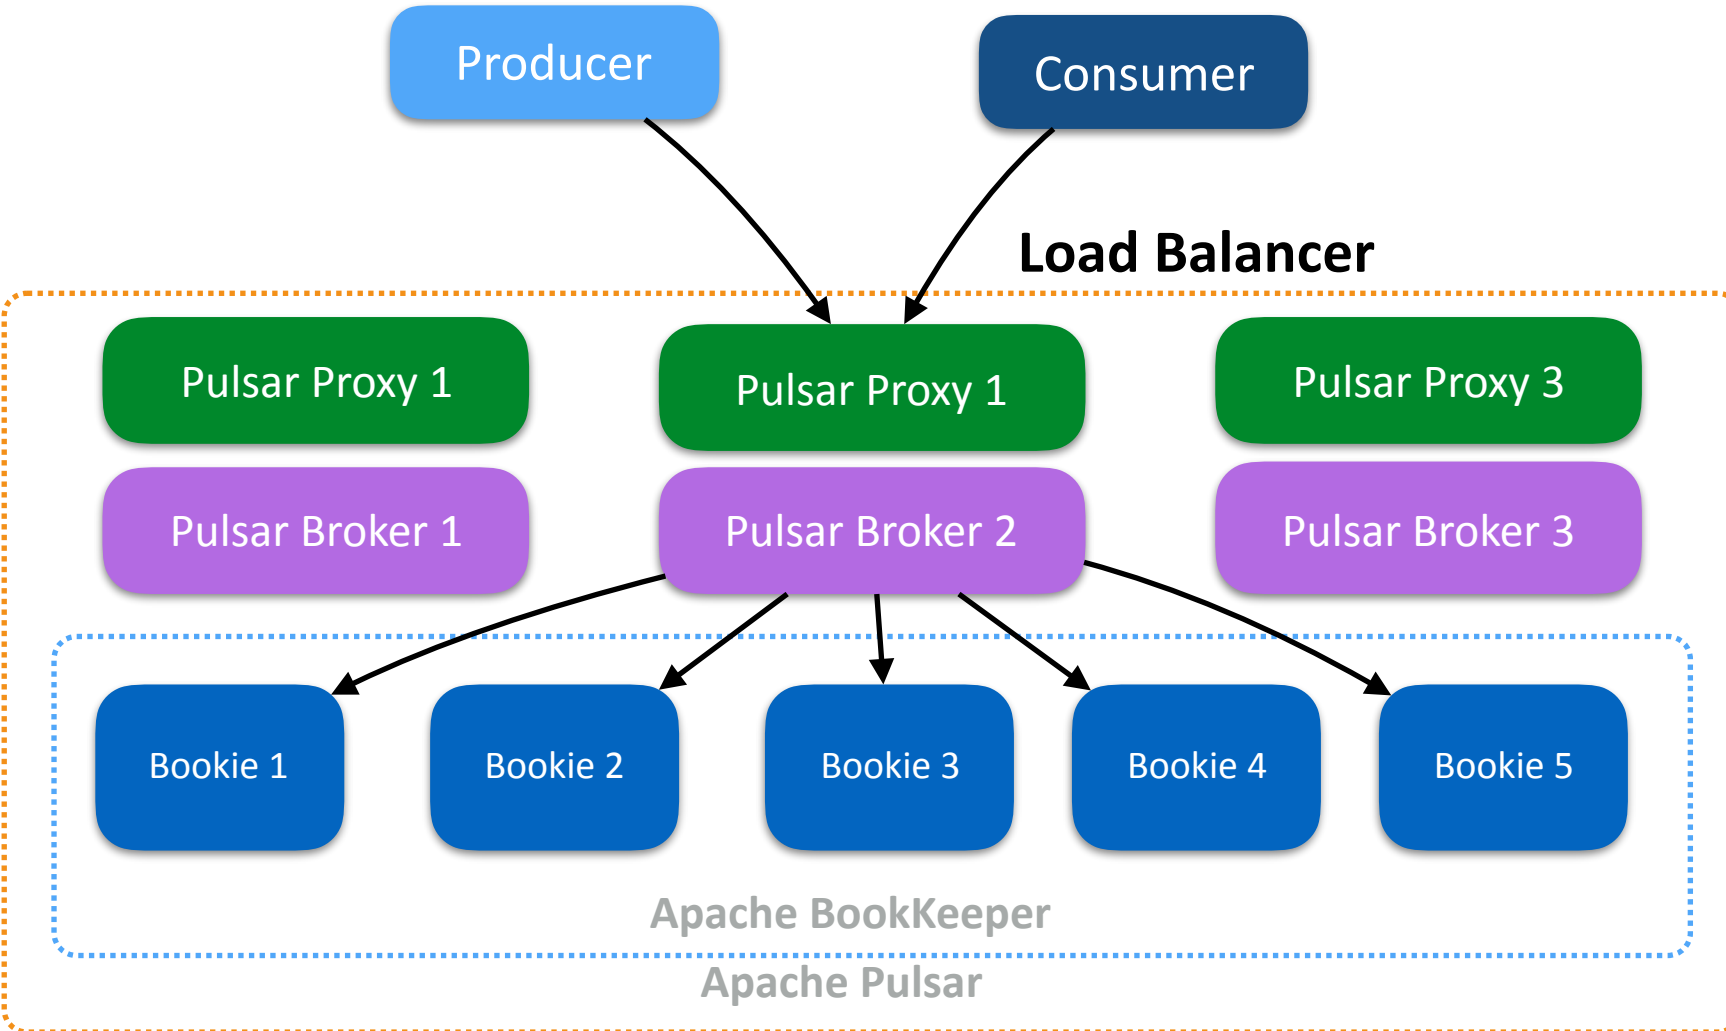 Producer
Consumer
Load Balancer
Pulsar Proxy 1
Pulsar Proxy 1
Pulsar Proxy 3
Pulsar Broker 1
Pulsar Broker 2
Pulsar Broker 3
Bookie 1
Bookie 2
Bookie 3
Bookie 4
Bookie 5
Apache BookKeeper
Apache Pulsar